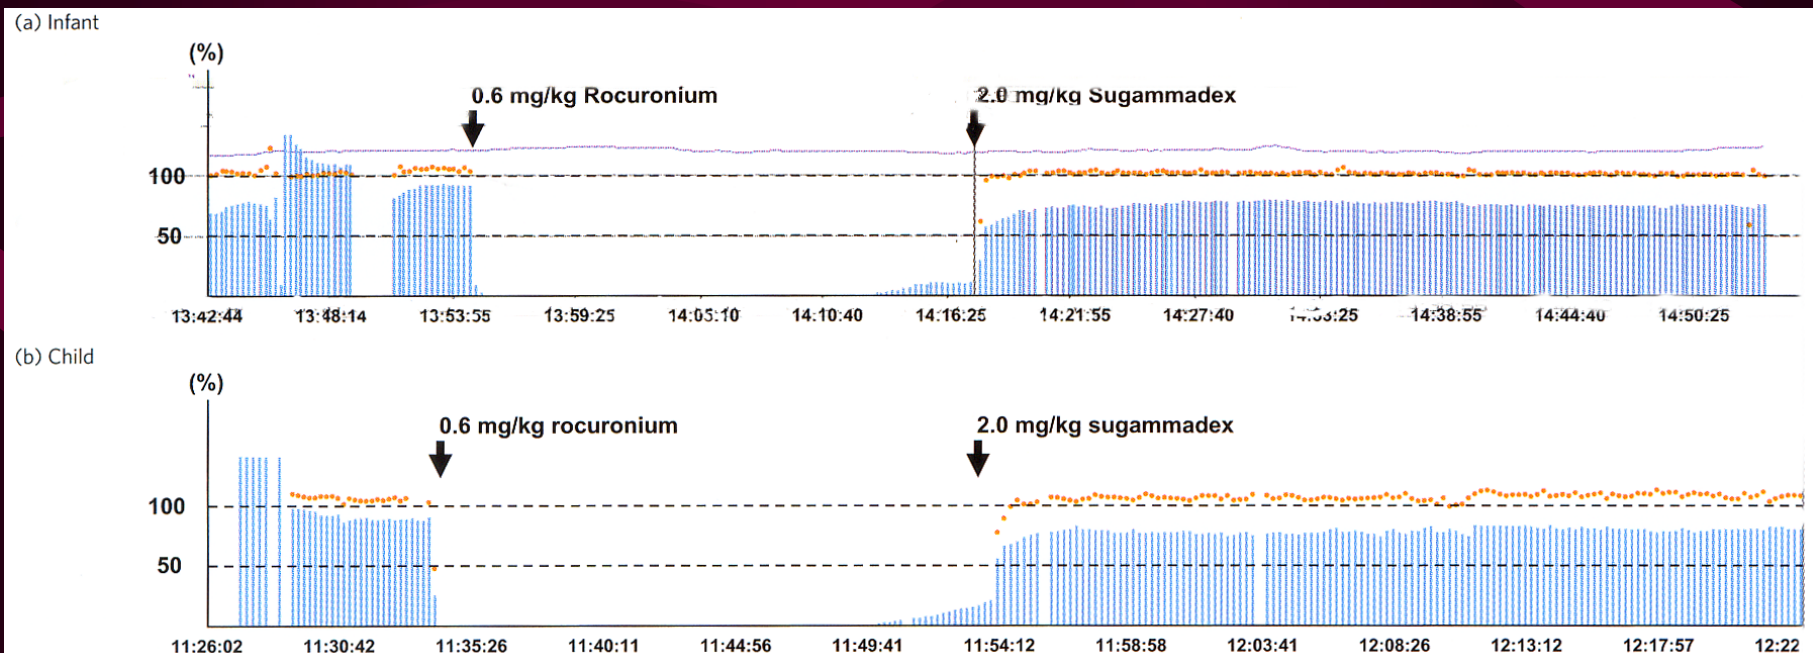 (a) Infant
(%)
0.6 mg/kg Rocuronium
2.0 mg/kg Sugammadex
100
50
13:42:44 13:48:14 13:53:55 13:59:25 14:05:10 14:10:40 14:16:25 14:21:55 14:27:40 14:38:55 14:44:40 14:50:25
(b) Child
(%)
0.6 mg/kg rocuronium
2.0 mg/kg sugammadex
100
50
11:26:02 11:30:42 11:35:26 11:40:11 11:44:56 11:49:41 11:54:12 11:58:58 12:03:41 12:08:26 12:13:12 12:17:57 12:22